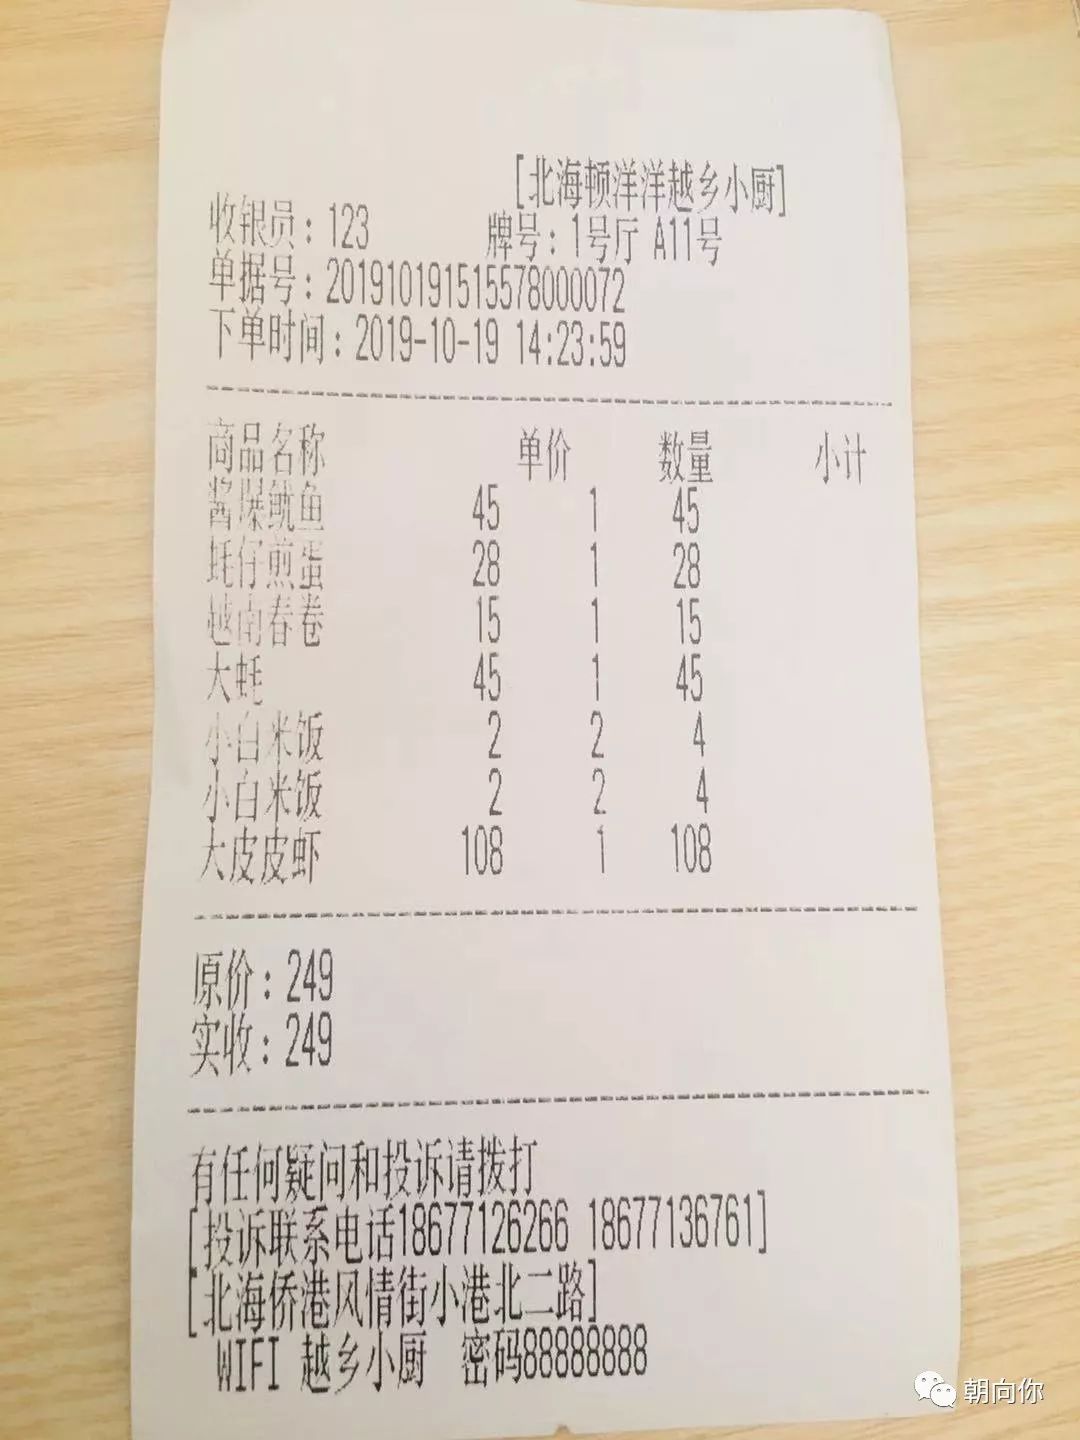 [北海顿洋洋越乡小厨]
收银员：123 牌号：1号厅 A11号
单据号：201910191515578000072
下单时间：2019-10-19 14:23:59
商品名称 单价 数量 小计
酱爆鱿鱼 45 1 45
蚝仔煎蛋 28 1 28
越南春卷 15 1 15
大蚝 45 1 45
小白米饭 2 2 4
小白米饭 2 2 4
大皮皮虾 108 1 108
原价：249
实收：249
有任何疑问和投诉请拨打
[投诉联系电话18677126266 18677136761]
[北海侨港风情街小港北二路]
WIFI 越乡小厨 密码88888888
朝向你